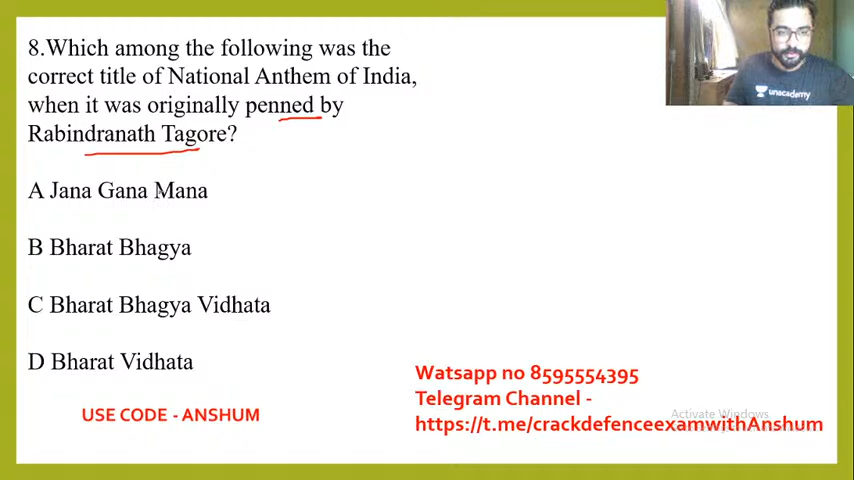 8.Which among the following was the
correct title of National Anthem of India,
when it was originally penned by
Rabindranath Tagore?
A Jana Gana Mana
B Bharat Bhagya
C Bharat Bhagya Vidhata
D Bharat Vidhata
USE CODE - ANSHUM
Watsapp no 8595554395
Telegram Channel -
https://t.me/crackdefenceexamwithAnshum
Activate Windows
unacademy